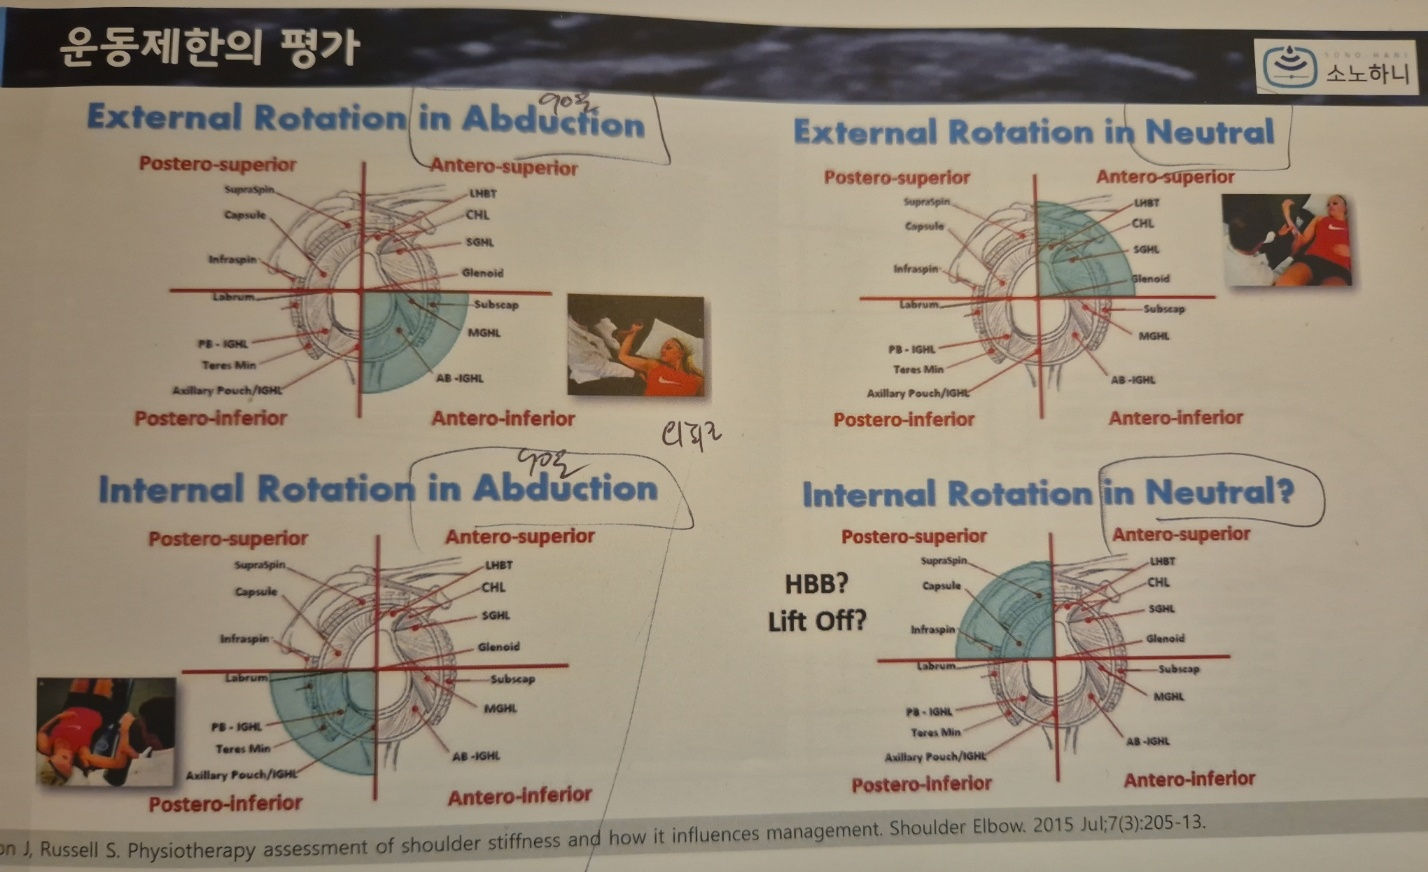 운동제한의 평가
SONO-HANI
소노하니
External Rotation in Abduction
90도
Postero-superior
Antero-superior
SupraSpin
Capsule
Infraspin
Labrum
PB - IGHL
Teres Min
Axillary Pouch/IGHL
LHBT
CHL
SGHL
Glenoid
Subscap
MGHL
AB -IGHL
Postero-inferior
Antero-inferior
External Rotation in Neutral
Postero-superior
Antero-superior
SupraSpin
Capsule
Infraspin
Labrum
PB - IGHL
Teres Min
Axillary Pouch/IGHL
LHBT
CHL
SGHL
Glenoid
Subscap
MGHL
AB -IGHL
Postero-inferior
Antero-inferior
Internal Rotation in Abduction
90도
Postero-superior
Antero-superior
SupraSpin
Capsule
Infraspin
Labrum
PB - IGHL
Teres Min
Axillary Pouch/IGHL
LHBT
CHL
SGHL
Glenoid
Subscap
MGHL
AB -IGHL
Postero-inferior
Antero-inferior
Internal Rotation in Neutral?
Postero-superior
Antero-superior
HBB?
Lift Off?
SupraSpin
Capsule
Infraspin
Labrum
PB - IGHL
Teres Min
Axillary Pouch/IGHL
LHBT
CHL
SGHL
Glenoid
Subscap
MGHL
AB -IGHL
Postero-inferior
Antero-inferior
on J, Russell S. Physiotherapy assessment of shoulder stiffness and how it influences management. Shoulder Elbow. 2015 Jul;7(3):205-13.